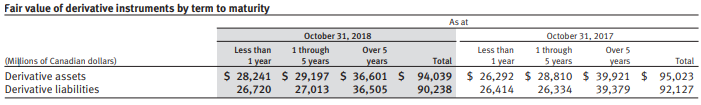 Fair value of derivative instruments by term to maturity
As at
October 31, 2018 October 31, 2017
Less than 1 through Over 5 Less than 1 through Over 5
(Millions of Canadian dollars) 1 year 5 years years Total 1 year 5 years years Total
Derivative assets $ 28,241 $ 29,197 $ 36,601 $ 94,039 $ 26,292 $ 28,810 $ 39,921 $ 95,023
Derivative liabilities 26,720 27,013 36,505 90,238 26,414 26,334 39,379 92,127